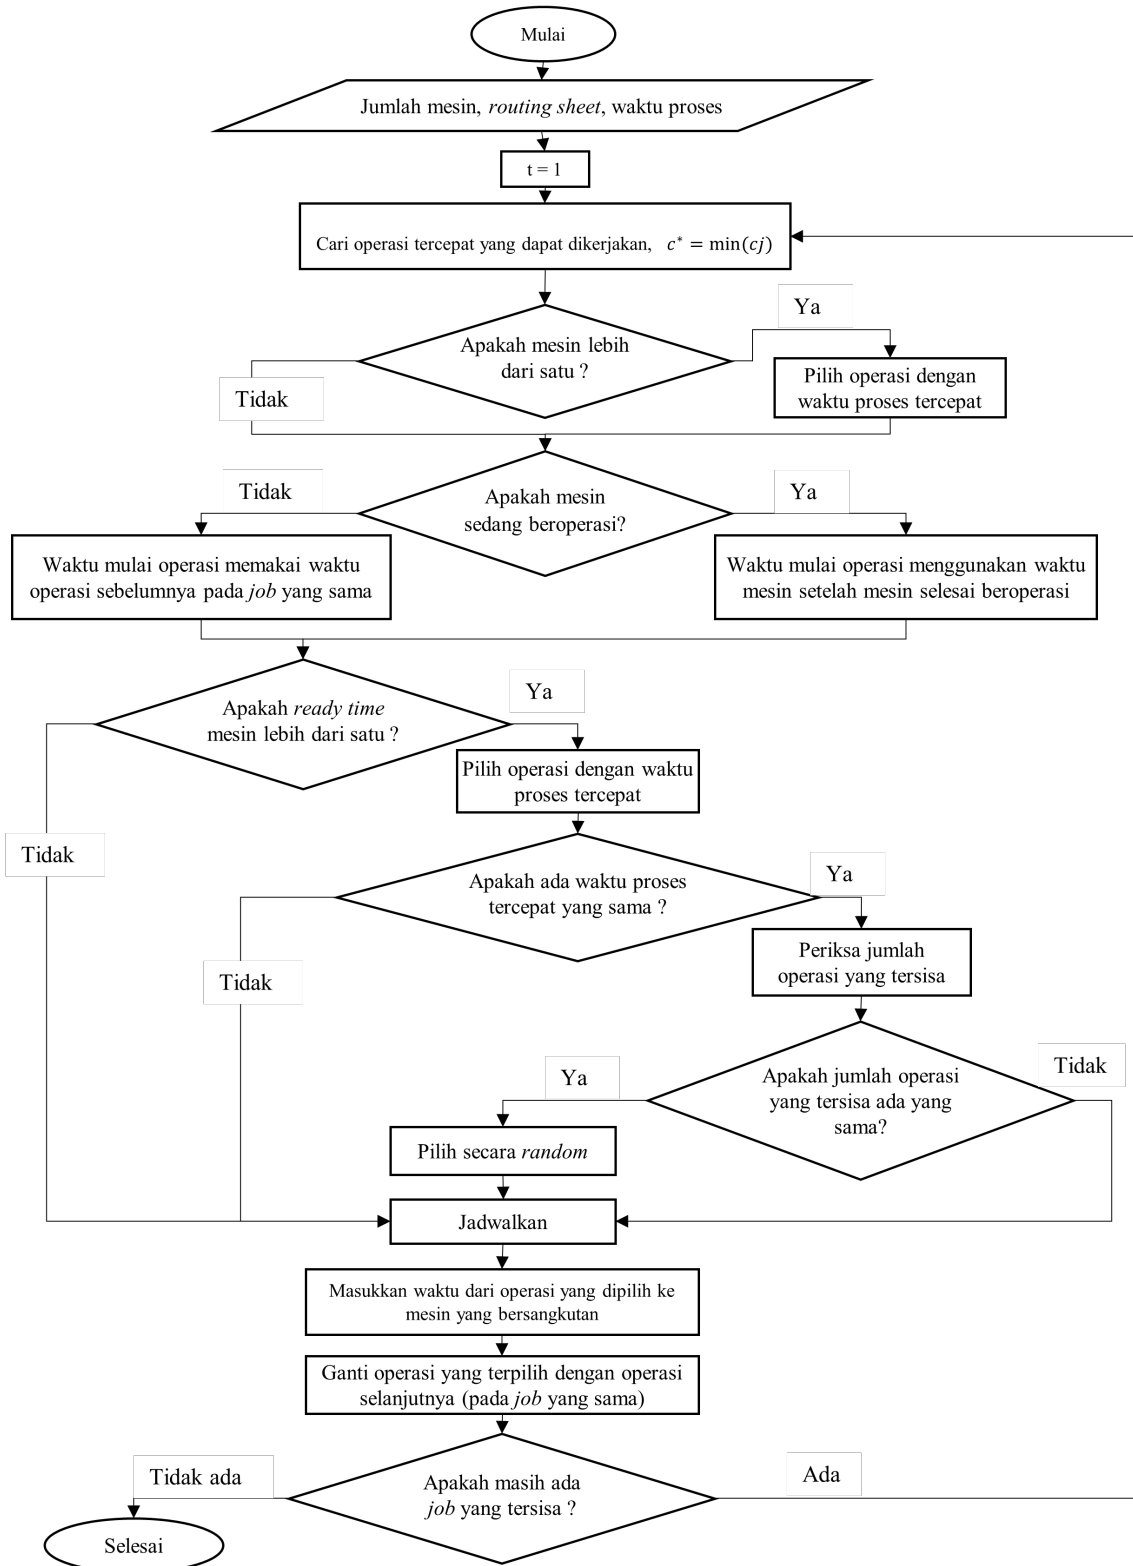 Mulai
Jumlah mesin, routing sheet, waktu proses
t = 1
Cari operasi tercepat yang dapat dikerjakan, c* = min(cj)
Ya
Apakah mesin lebih
dari satu ?
Pilih operasi dengan
waktu proses tercepat
Tidak
Tidak
Apakah mesin
sedang beroperasi?
Ya
Waktu mulai operasi memakai waktu
operasi sebelumnya pada job yang sama
Waktu mulai operasi menggunakan waktu
mesin setelah mesin selesai beroperasi
Apakah ready time
mesin lebih dari satu ?
Ya
Pilih operasi dengan waktu
proses tercepat
Tidak
Apakah ada waktu proses
tercepat yang sama ?
Ya
Periksa jumlah
operasi yang tersisa
Tidak
Ya
Apakah jumlah operasi
yang tersisa ada yang
sama?
Tidak
Pilih secara random
Jadwalkan
Masukkan waktu dari operasi yang dipilih ke
mesin yang bersangkutan
Ganti operasi yang terpilih dengan operasi
selanjutnya (pada job yang sama)
Tidak ada
Apakah masih ada
job yang tersisa ?
Ada
Selesai